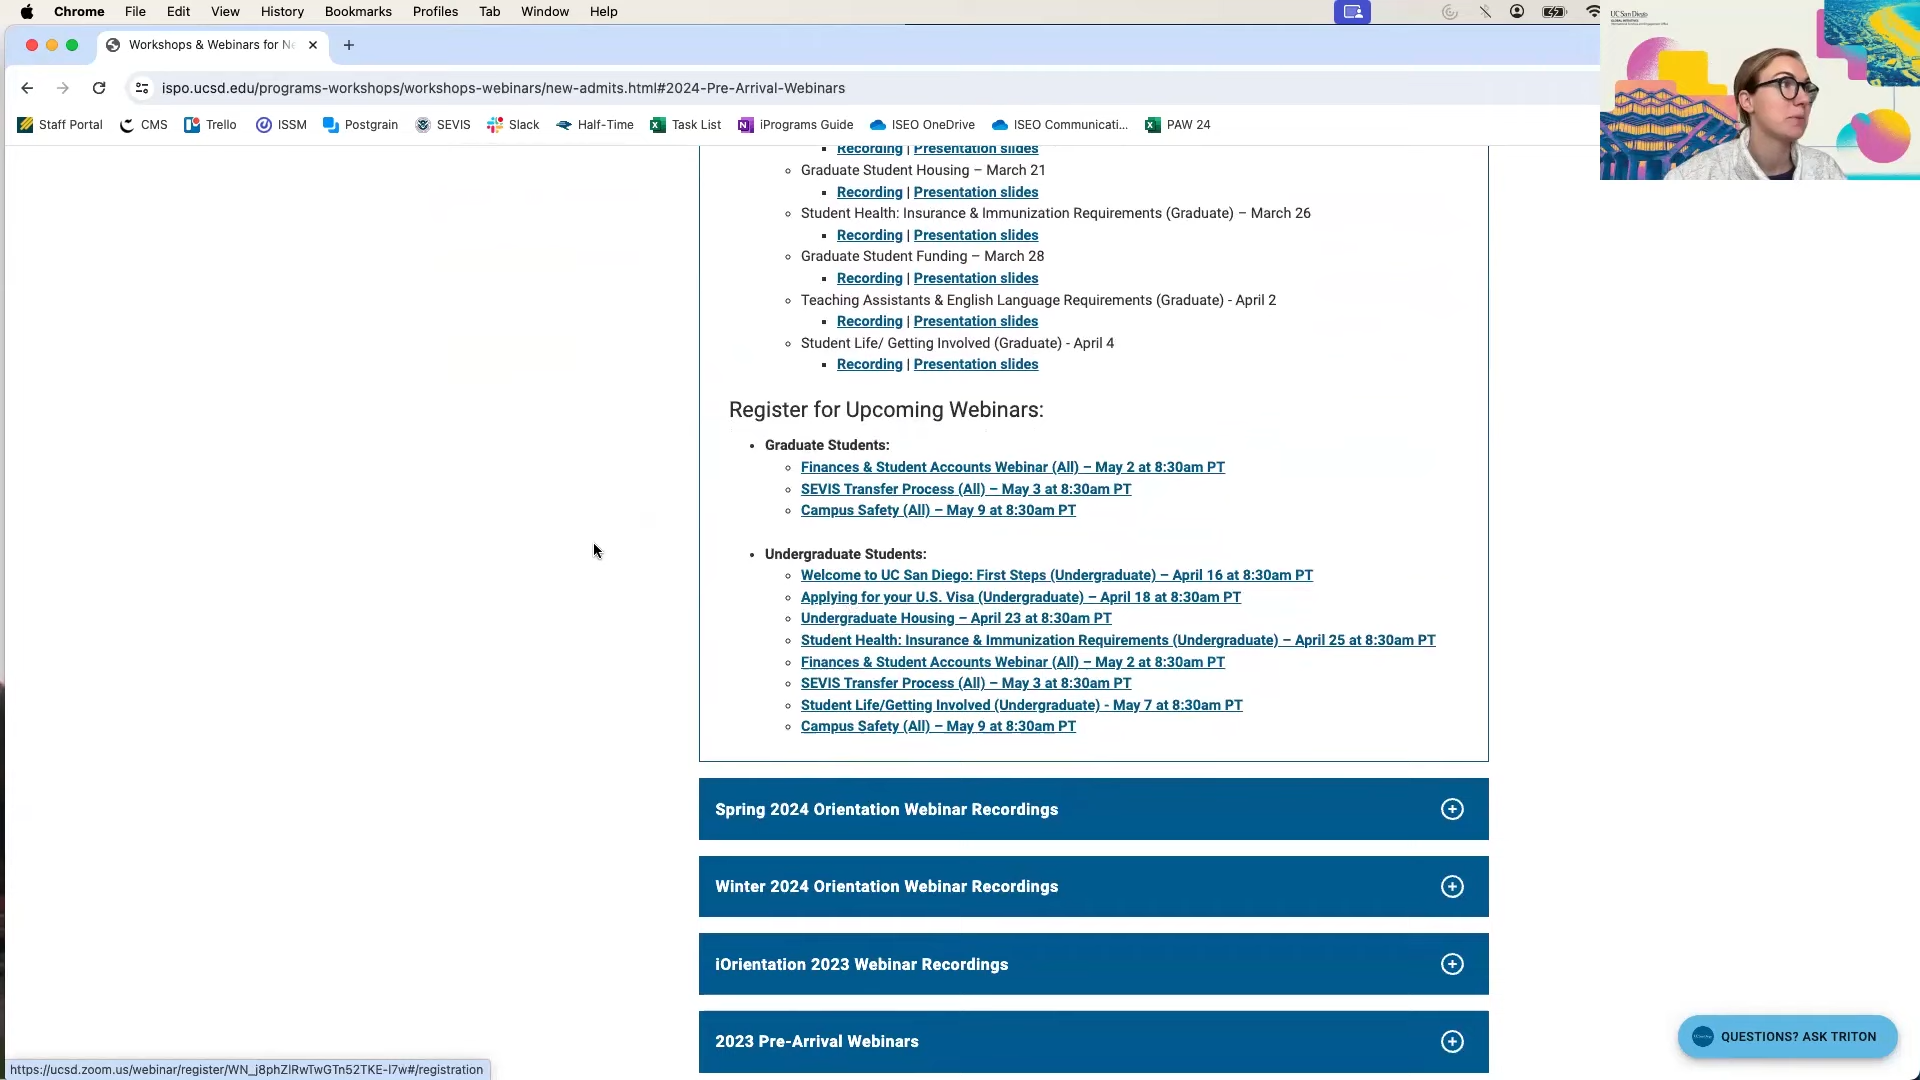 Chrome File Edit View History Bookmarks Profiles Tab Window Help
Workshops & Webinars for Ne
ispo.ucsd.edu/programs-workshops/workshops-webinars/new-admits.html#2024-Pre-Arrival-Webinars
Staff Portal CMS Trello ISSM Postgrain SEVIS Slack Half-Time Task List iPrograms Guide ISEO OneDrive ISEO Communicati... PAW 24
UC San Diego
Recording | Presentation slides
Graduate Student Housing – March 21
Recording | Presentation slides
Student Health: Insurance & Immunization Requirements (Graduate) – March 26
Recording | Presentation slides
Graduate Student Funding – March 28
Recording | Presentation slides
Teaching Assistants & English Language Requirements (Graduate) - April 2
Recording | Presentation slides
Student Life/ Getting Involved (Graduate) - April 4
Recording | Presentation slides
Register for Upcoming Webinars:
Graduate Students:
Finances & Student Accounts Webinar (All) – May 2 at 8:30am PT
SEVIS Transfer Process (All) – May 3 at 8:30am PT
Campus Safety (All) – May 9 at 8:30am PT
Undergraduate Students:
Welcome to UC San Diego: First Steps (Undergraduate) – April 16 at 8:30am PT
Applying for your U.S. Visa (Undergraduate) – April 18 at 8:30am PT
Undergraduate Housing – April 23 at 8:30am PT
Student Health: Insurance & Immunization Requirements (Undergraduate) – April 25 at 8:30am PT
Finances & Student Accounts Webinar (All) – May 2 at 8:30am PT
SEVIS Transfer Process (All) – May 3 at 8:30am PT
Student Life/Getting Involved (Undergraduate) - May 7 at 8:30am PT
Campus Safety (All) – May 9 at 8:30am PT
Spring 2024 Orientation Webinar Recordings
Winter 2024 Orientation Webinar Recordings
iOrientation 2023 Webinar Recordings
2023 Pre-Arrival Webinars
QUESTIONS? ASK TRITON
https://ucsd.zoom.us/webinar/register/WN_j8phZlRwTwGTn52TKE-l7w#/registration